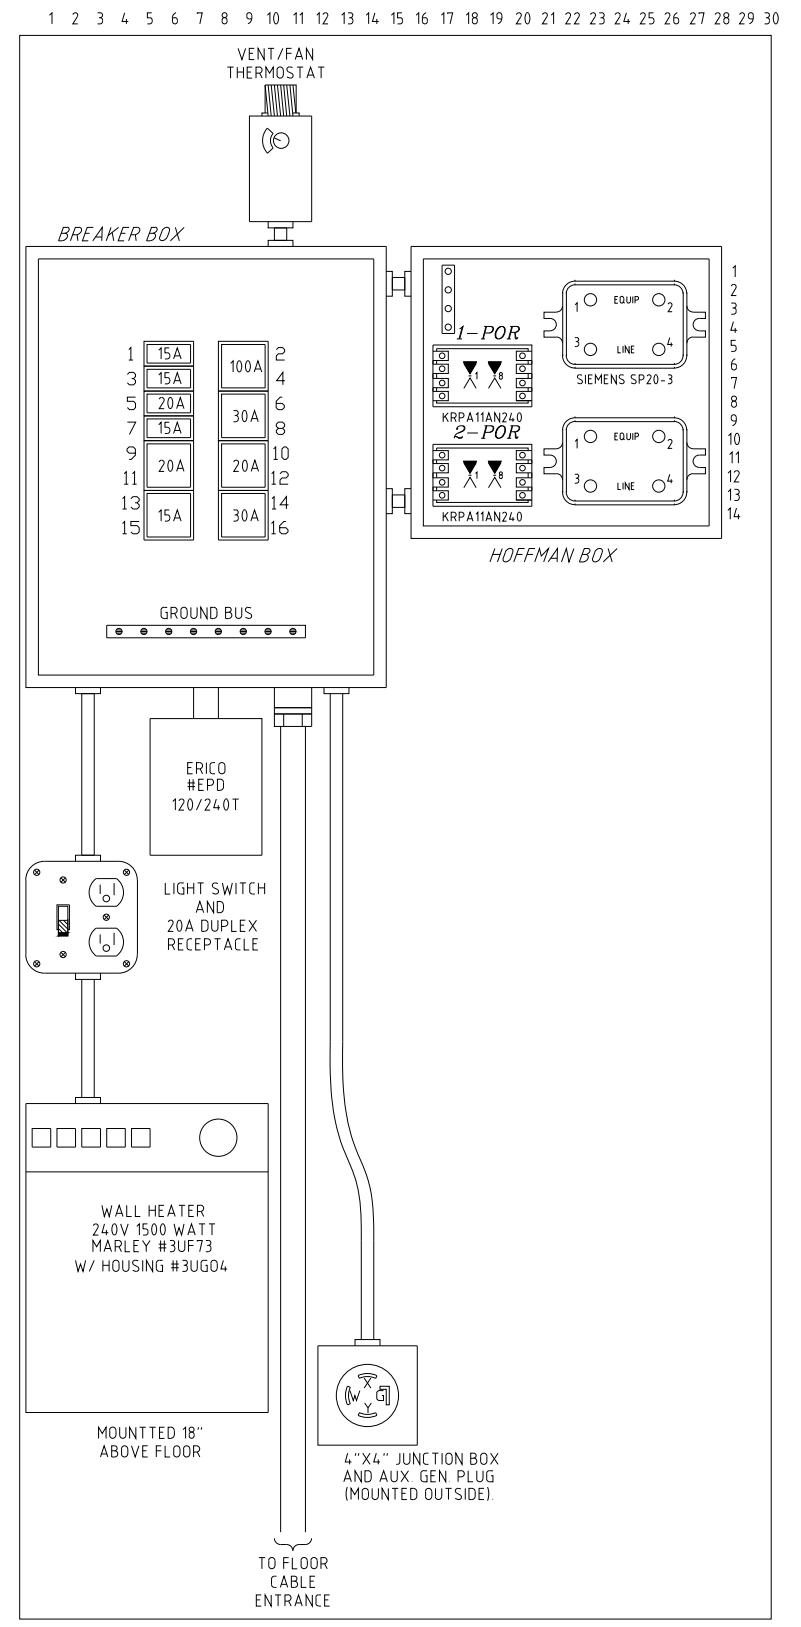 1 2 3 4 5 6 7 8 9 10 11 12 13 14 15 16 17 18 19 20 21 22 23 24 25 26 27 28 29 30
VENT/FAN
THERMOSTAT
BREAKER BOX
1 15A
3 15A
5 20A
7 15A
9
20A
11
13
15A
15
2
100A
4
6
30A
8
10
20A
12
14
30A
16
GROUND BUS
1-POR
1 8
KRPA11AN240
2-POR
1 8
KRPA11AN240
1 EQUIP 2
3 LINE 4
SIEMENS SP20-3
1 EQUIP 2
3 LINE 4
1
2
3
4
5
6
7
8
9
10
11
12
13
14
HOFFMAN BOX
ERICO
#EPD
120/240T
LIGHT SWITCH
AND
20A DUPLEX
RECEPTACLE
WALL HEATER
240V 1500 WATT
MARLEY #3UF73
W/ HOUSING #3UG04
MOUNTTED 18"
ABOVE FLOOR
X
W G
Y
4"X4" JUNCTION BOX
AND AUX. GEN. PLUG
(MOUNTED OUTSIDE).
TO FLOOR
CABLE
ENTRANCE